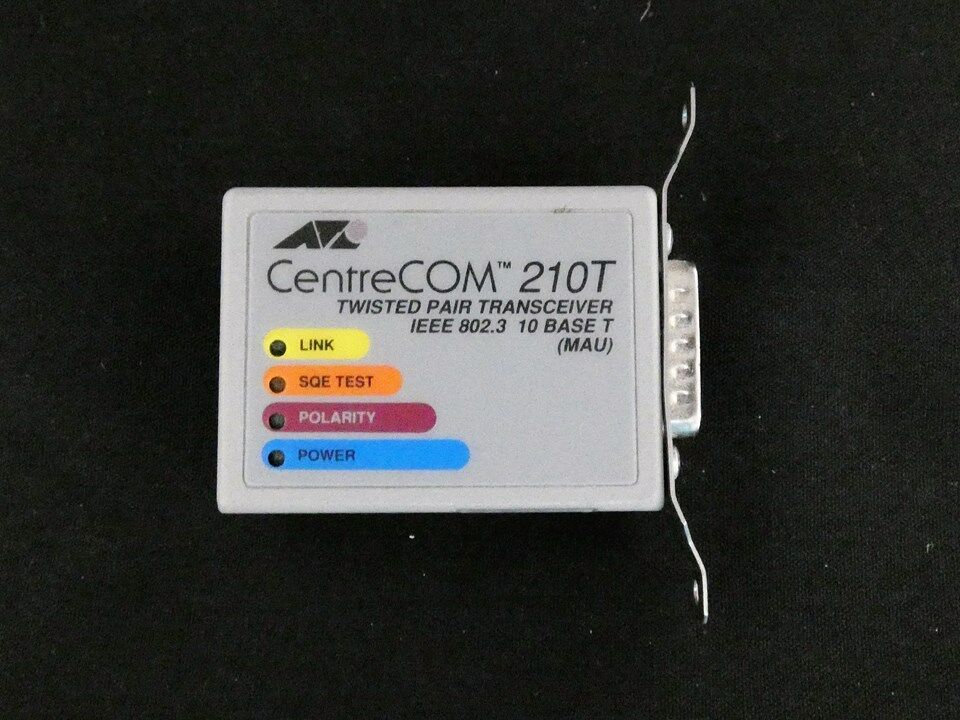 CentreCOM™ 210T
TWISTED PAIR TRANSCEIVER
IEEE 802.3 10 BASE T
(MAU)
LINK
SQE TEST
POLARITY
POWER